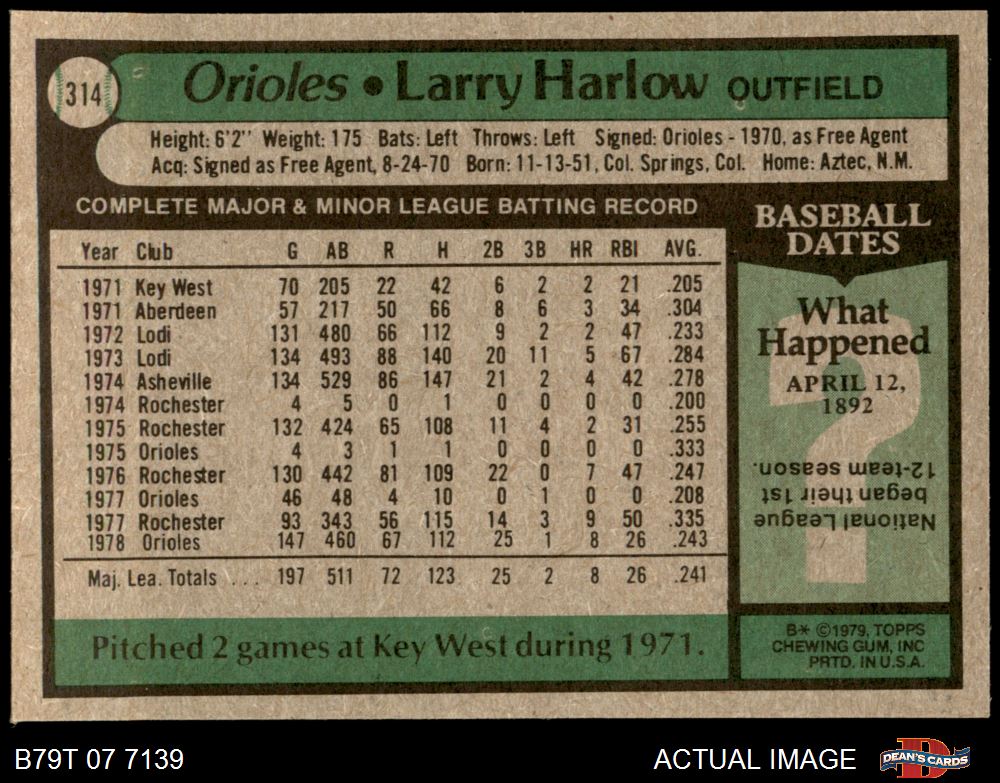 314
Orioles • Larry Harlow OUTFIELD
Height: 6'2" Weight: 175 Bats: Left Throws: Left Signed: Orioles - 1970, as Free Agent
Acq: Signed as Free Agent, 8-24-70 Born: 11-13-51, Col. Springs, Col. Home: Aztec, N.M.
COMPLETE MAJOR & MINOR LEAGUE BATTING RECORD
Year Club G AB R H 2B 3B HR RBI AVG.
1971 Key West 70 205 22 42 6 2 2 21 .205
1971 Aberdeen 57 217 50 66 8 6 3 34 .304
1972 Lodi 131 480 66 112 9 2 2 47 .233
1973 Lodi 134 493 88 140 20 11 5 67 .284
1974 Asheville 134 529 86 147 21 2 4 42 .278
1974 Rochester 4 5 0 1 0 0 0 0 .200
1975 Rochester 132 424 65 108 11 4 2 31 .255
1975 Orioles 4 3 1 1 0 0 0 0 .333
1976 Rochester 130 442 81 109 22 0 7 47 .247
1977 Orioles 46 48 4 10 0 1 0 0 .208
1977 Rochester 93 343 56 115 14 3 9 50 .335
1978 Orioles 147 460 67 112 25 1 8 26 .243
Maj. Lea. Totals ... 197 511 72 123 25 2 8 26 .241
Pitched 2 games at Key West during 1971.
BASEBALL
DATES
What
Happened
APRIL 12,
1892
?
National League
began their 1st
12-team season.
B* ©1979, TOPPS
CHEWING GUM, INC
PRTD. IN U.S.A.
B79T 07 7139
ACTUAL IMAGE
D
DEAN'S CARDS